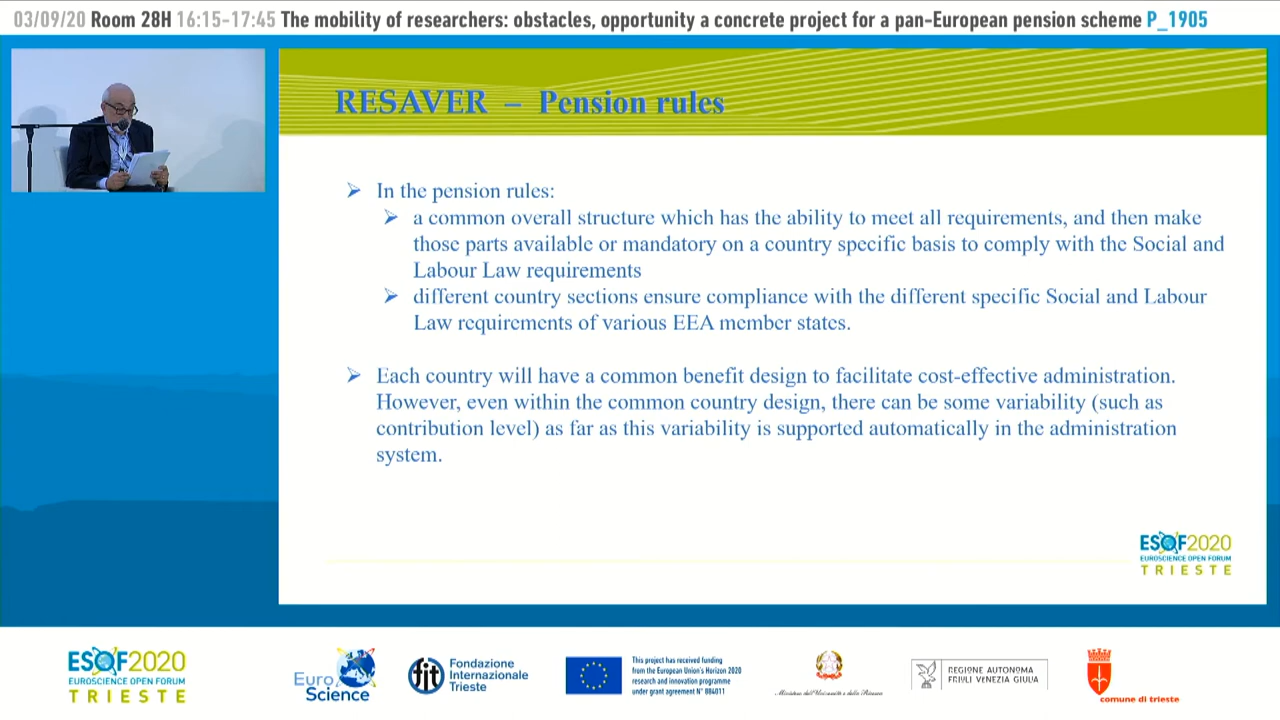 03/09/20 Room 28H 16:15-17:45 The mobility of researchers: obstacles, opportunity a concrete project for a pan-European pension scheme P_1905
RESAVER – Pension rules
➢ In the pension rules:
➢ a common overall structure which has the ability to meet all requirements, and then make
those parts available or mandatory on a country specific basis to comply with the Social and
Labour Law requirements
➢ different country sections ensure compliance with the different specific Social and Labour
Law requirements of various EEA member states.
➢ Each country will have a common benefit design to facilitate cost-effective administration.
However, even within the common country design, there can be some variability (such as
contribution level) as far as this variability is supported automatically in the administration
system.
ESOF2020
EUROSCIENCE OPEN FORUM
TRIESTE
ESOF2020
EUROSCIENCE OPEN FORUM
TRIESTE
Euro
Science
fit
Fondazione
Internazionale
Trieste
This project has received funding
from the European Union's Horizon 2020
research and innovation programme
under grant agreement N° 884011
Ministero dell'Università e della Ricerca
REGIONE AUTONOMA
FRIULI VENEZIA GIULIA
comune di trieste